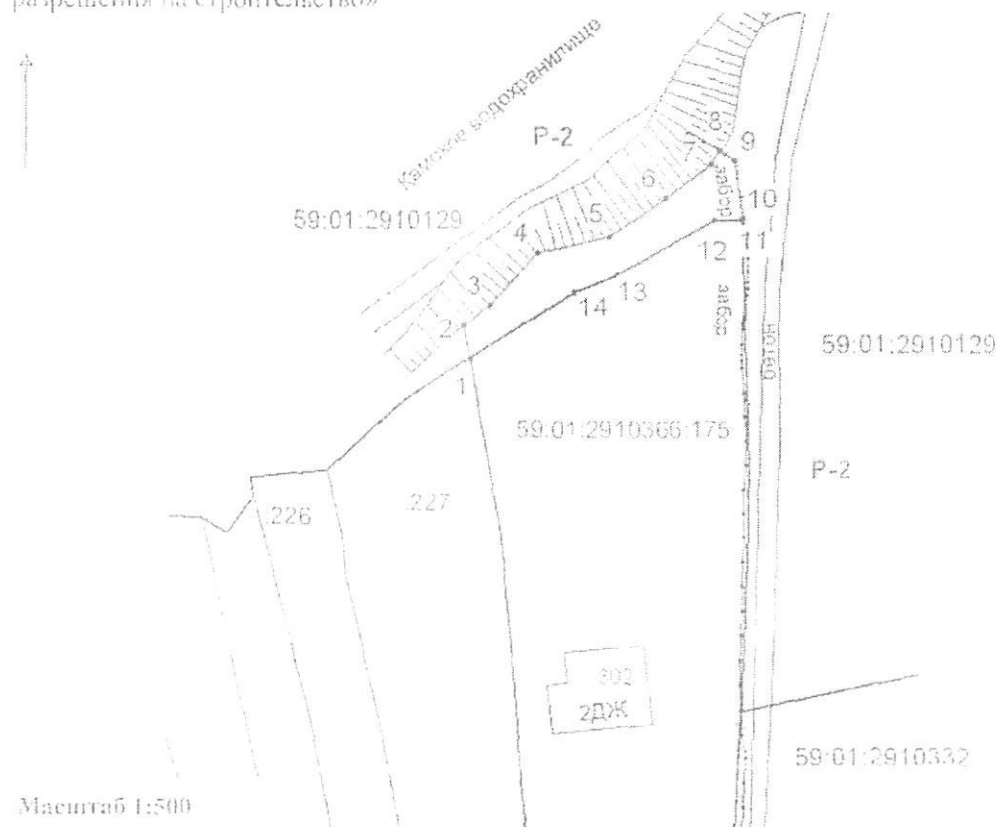 разрешения на строительство»
Камское водохранилище
Р-2
8
9
7
59:01:2910129
6
забор
10
5
4
12
11
13
3
14
забор
2
бетон
59:01:2910129
1
59:01:2910366:175
Р-2
:227
:226
302
2ДЖ
59:01:2910332
Масштаб 1:500